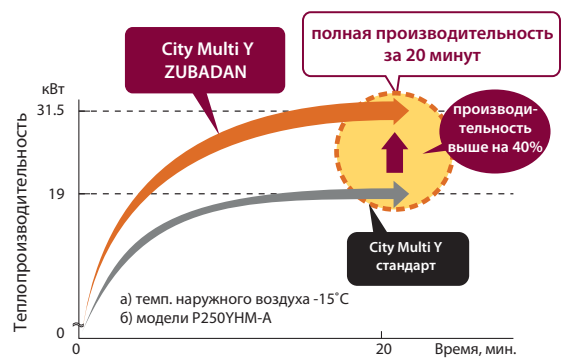 полная производительность
за 20 минут
City Multi Y
ZUBADAN
кВт
31.5
производи-
тельность
выше на 40%
Теплопроизводительность
19
City Multi Y
стандарт
а) темп. наружного воздуха -15˚C
б) модели P250YHM-A
0
0
20
Время, мин.